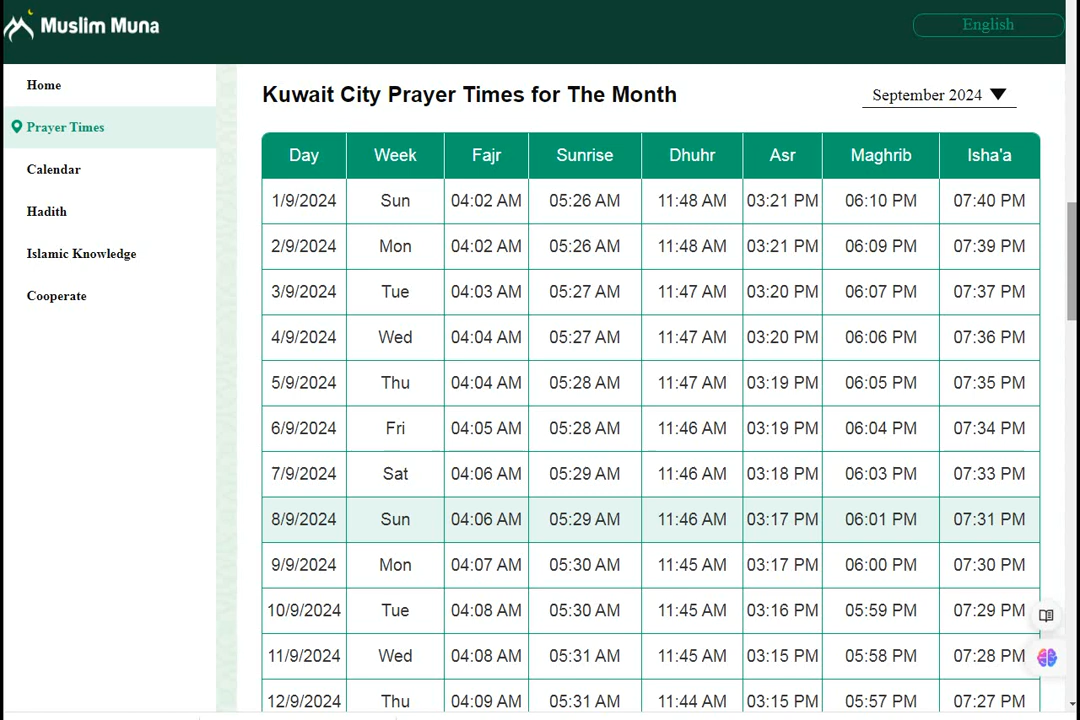 Muslim Muna
English
Home
Prayer Times
Calendar
Hadith
Islamic Knowledge
Cooperate
Kuwait City Prayer Times for The Month
September 2024
Day Week Fajr Sunrise Dhuhr Asr Maghrib Isha'a
1/9/2024 Sun 04:02 AM 05:26 AM 11:48 AM 03:21 PM 06:10 PM 07:40 PM
2/9/2024 Mon 04:02 AM 05:26 AM 11:48 AM 03:21 PM 06:09 PM 07:39 PM
3/9/2024 Tue 04:03 AM 05:27 AM 11:47 AM 03:20 PM 06:07 PM 07:37 PM
4/9/2024 Wed 04:04 AM 05:27 AM 11:47 AM 03:20 PM 06:06 PM 07:36 PM
5/9/2024 Thu 04:04 AM 05:28 AM 11:47 AM 03:19 PM 06:05 PM 07:35 PM
6/9/2024 Fri 04:05 AM 05:28 AM 11:46 AM 03:19 PM 06:04 PM 07:34 PM
7/9/2024 Sat 04:06 AM 05:29 AM 11:46 AM 03:18 PM 06:03 PM 07:33 PM
8/9/2024 Sun 04:06 AM 05:29 AM 11:46 AM 03:17 PM 06:01 PM 07:31 PM
9/9/2024 Mon 04:07 AM 05:30 AM 11:45 AM 03:17 PM 06:00 PM 07:30 PM
10/9/2024 Tue 04:08 AM 05:30 AM 11:45 AM 03:16 PM 05:59 PM 07:29 PM
11/9/2024 Wed 04:08 AM 05:31 AM 11:45 AM 03:15 PM 05:58 PM 07:28 PM
12/9/2024 Thu 04:09 AM 05:31 AM 11:44 AM 03:15 PM 05:57 PM 07:27 PM